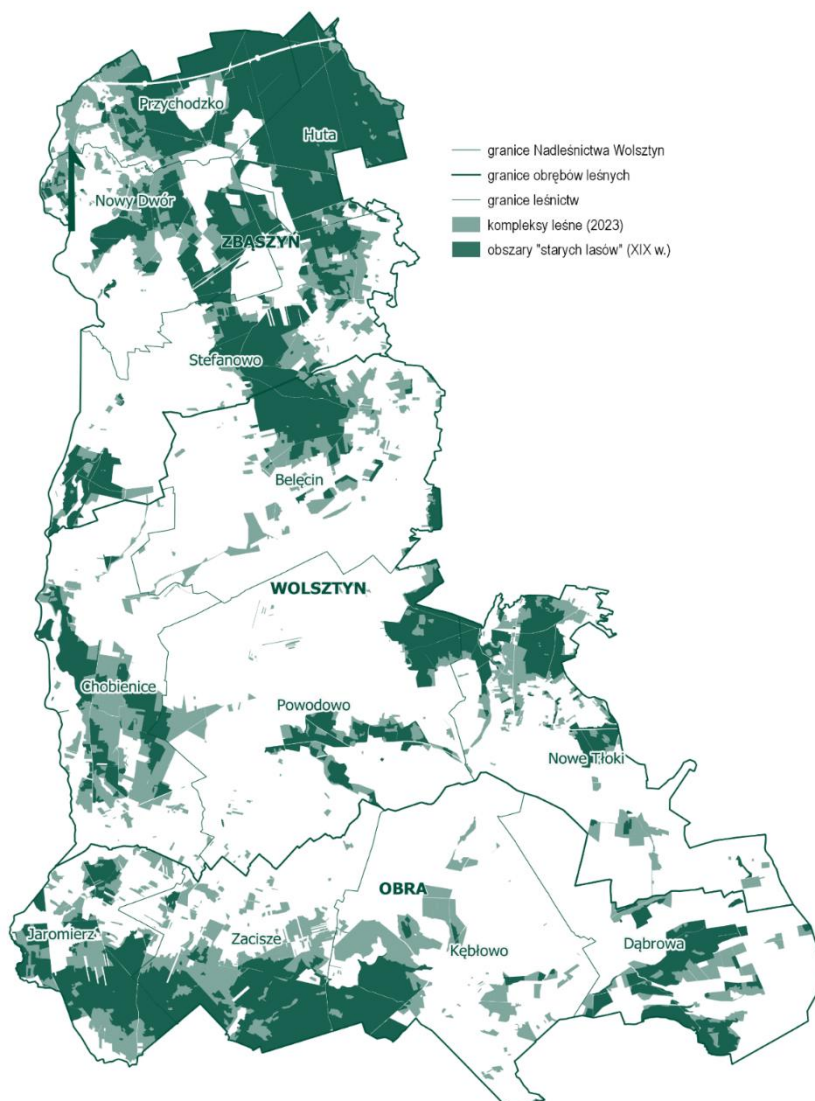 Przychodzko
Huta
granice Nadleśnictwa Wolsztyn
granice obrębów leśnych
granice leśnictw
kompleksy leśne (2023)
obszary "starych lasów" (XIX w.)
Nowy Dwór
ZBĄSZYŃ
Stefanowo
Belęcin
WOLSZTYN
Chobienice
Powodowo
Nowe Tłoki
OBRA
Jaromierz
Zacisze
Kębłowo
Dąbrowa